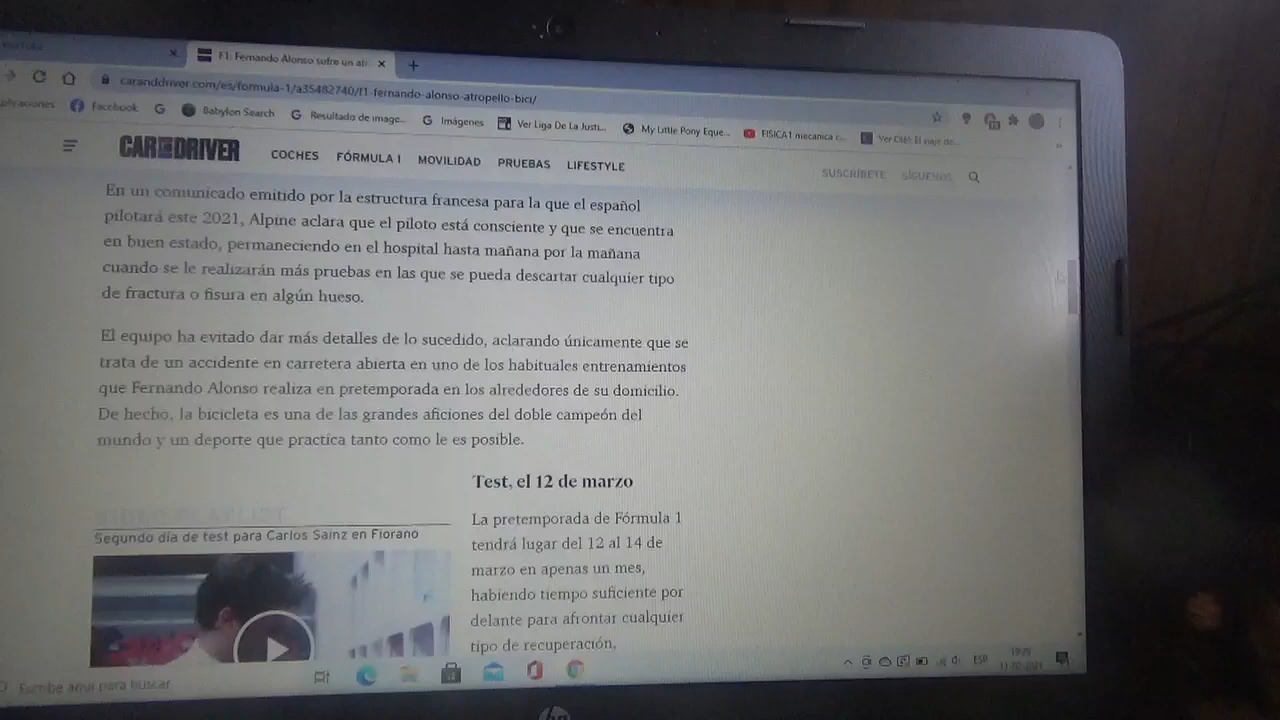 F1: Fernando Alonso sufre un
caranddriver.com/es/formula-1/a35482740/f1-fernando-alonso-atropello-bici/
Facebook
Babylon Search
Resultado de image...
Imágenes
Ver Liga De La Justi...
My Little Pony Eque...
FISICA1 mecanica c...
CAR AND DRIVER
COCHES FÓRMULA 1 MOVILIDAD PRUEBAS LIFESTYLE
SUSCRÍBETE SÍGUENOS
En un comunicado emitido por la estructura francesa para la que el español
pilotará este 2021, Alpine aclara que el piloto está consciente y que se encuentra
en buen estado, permaneciendo en el hospital hasta mañana por la mañana
cuando se le realizarán más pruebas en las que se pueda descartar cualquier tipo
de fractura o fisura en algún hueso.
El equipo ha evitado dar más detalles de lo sucedido, aclarando únicamente que se
trata de un accidente en carretera abierta en uno de los habituales entrenamientos
que Fernando Alonso realiza en pretemporada en los alrededores de su domicilio.
De hecho, la bicicleta es una de las grandes aficiones del doble campeón del
mundo y un deporte que practica tanto como le es posible.
VIDEO PLAYLIST
Segundo día de test para Carlos Sainz en Fiorano
Test, el 12 de marzo
La pretemporada de Fórmula 1
tendrá lugar del 12 al 14 de
marzo en apenas un mes,
habiendo tiempo suficiente por
delante para afrontar cualquier
tipo de recuperación,
Escribe aquí para buscar
ESP
hp